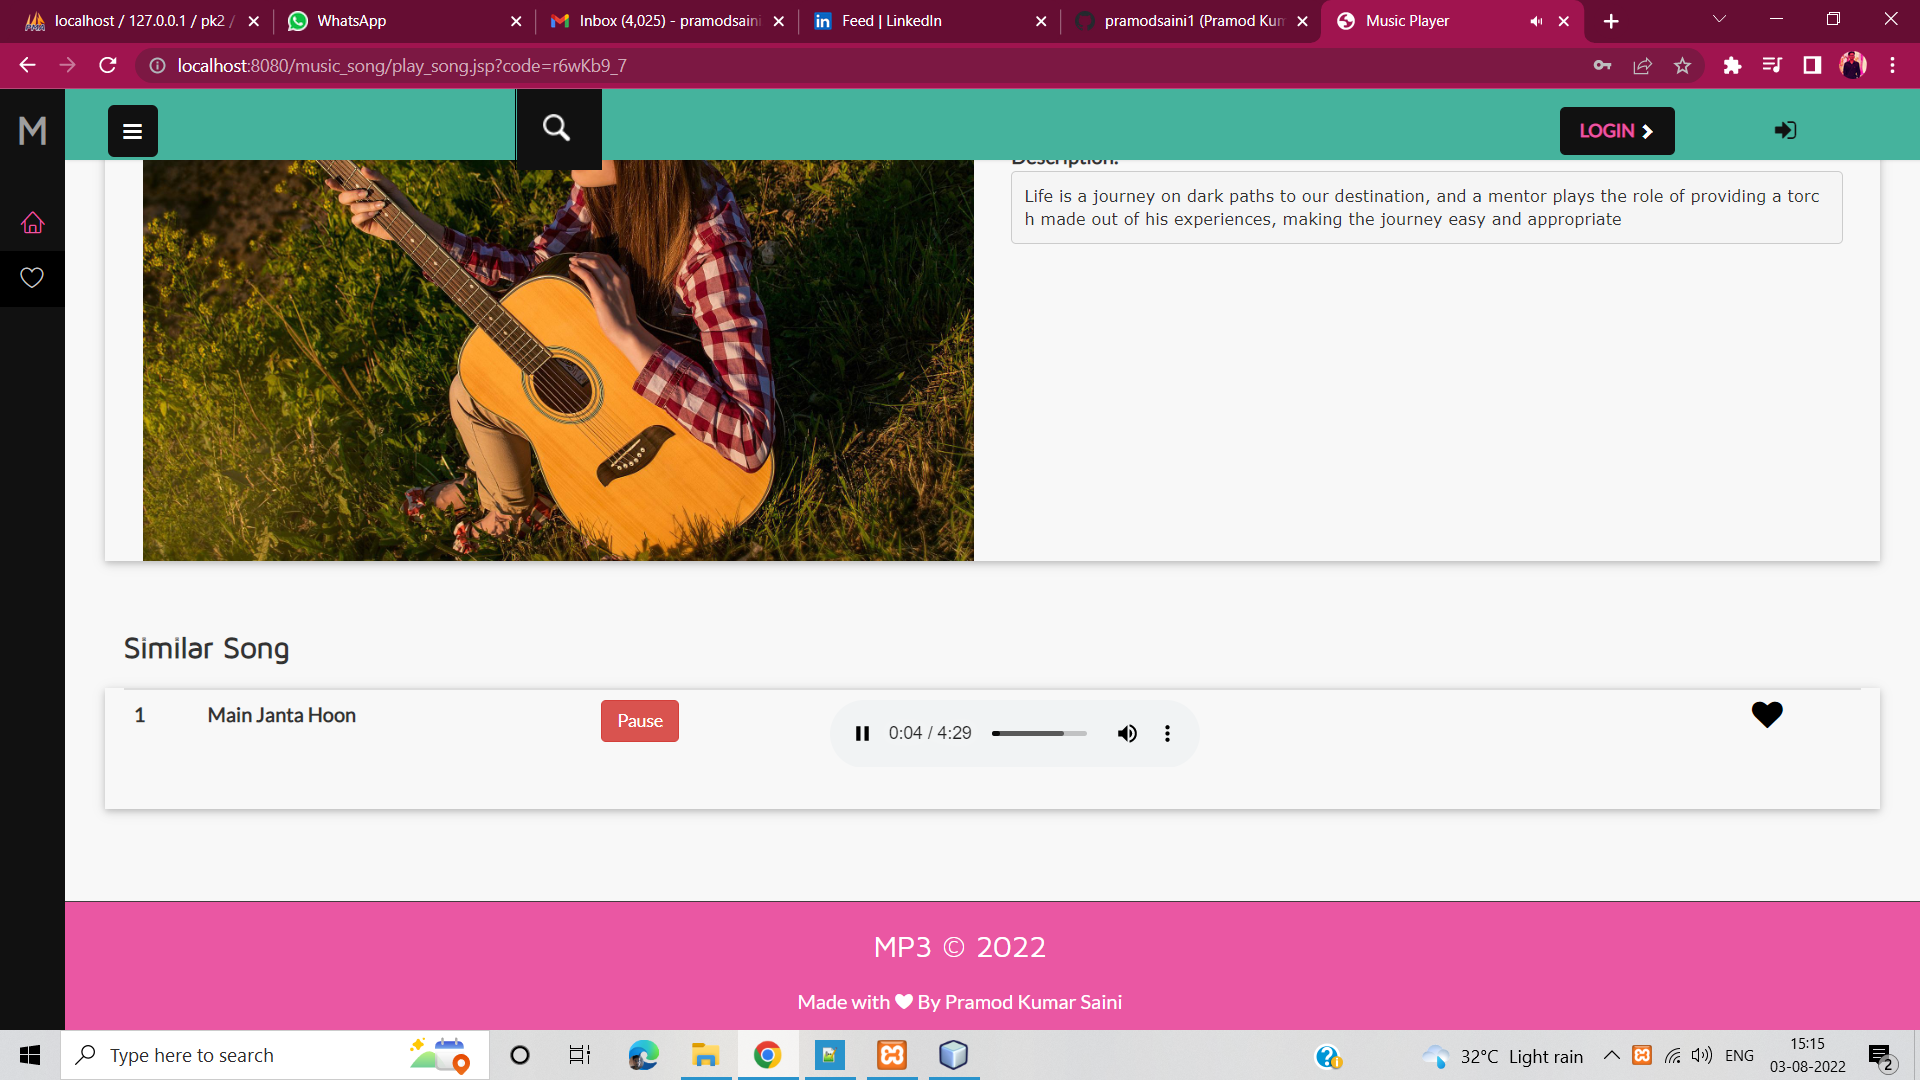 localhost / 127.0.0.1 / pk2 /
WhatsApp
Inbox (4,025) - pramodsaini
Feed | LinkedIn
pramodsaini1 (Pramod Kum
Music Player
localhost:8080/music_song/play_song.jsp?code=r6wKb9_7
M
LOGIN
Description:
Life is a journey on dark paths to our destination, and a mentor plays the role of providing a torc
h made out of his experiences, making the journey easy and appropriate
Similar Song
1 Main Janta Hoon Pause 0:04 / 4:29
MP3 © 2022
Made with ♥ By Pramod Kumar Saini
Type here to search
32°C Light rain
ENG
15:15
03-08-2022
2